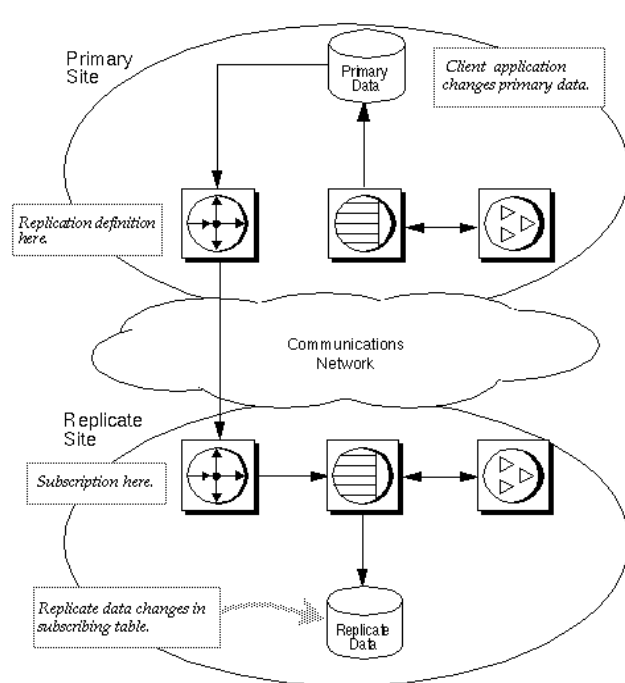 Primary
Site
Primary
Data
Client application
changes primary data.
Replication definition
here.
Communications
Network
Replicate
Site
Subscription here.
Replicate data changes in
subscribing table.
Replicate
Data